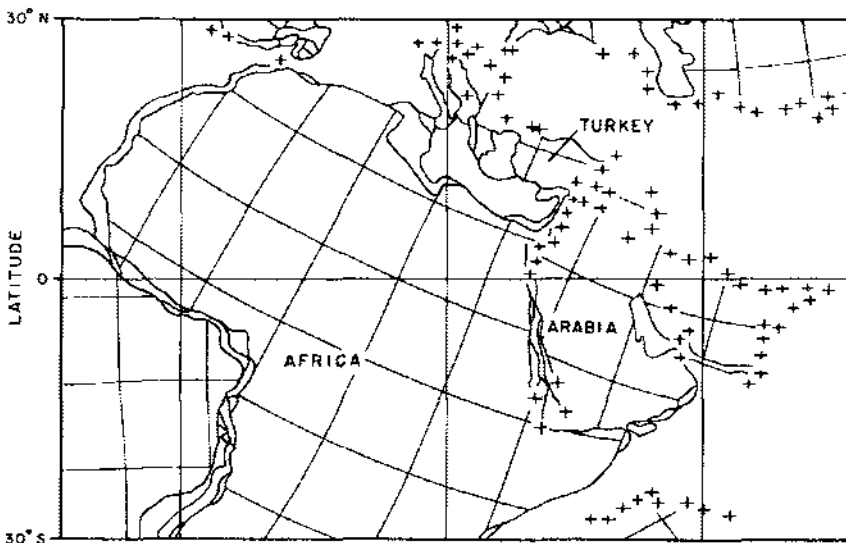 30° N
TURKEY
LATITUDE
0
ARABIA
AFRICA
30° S